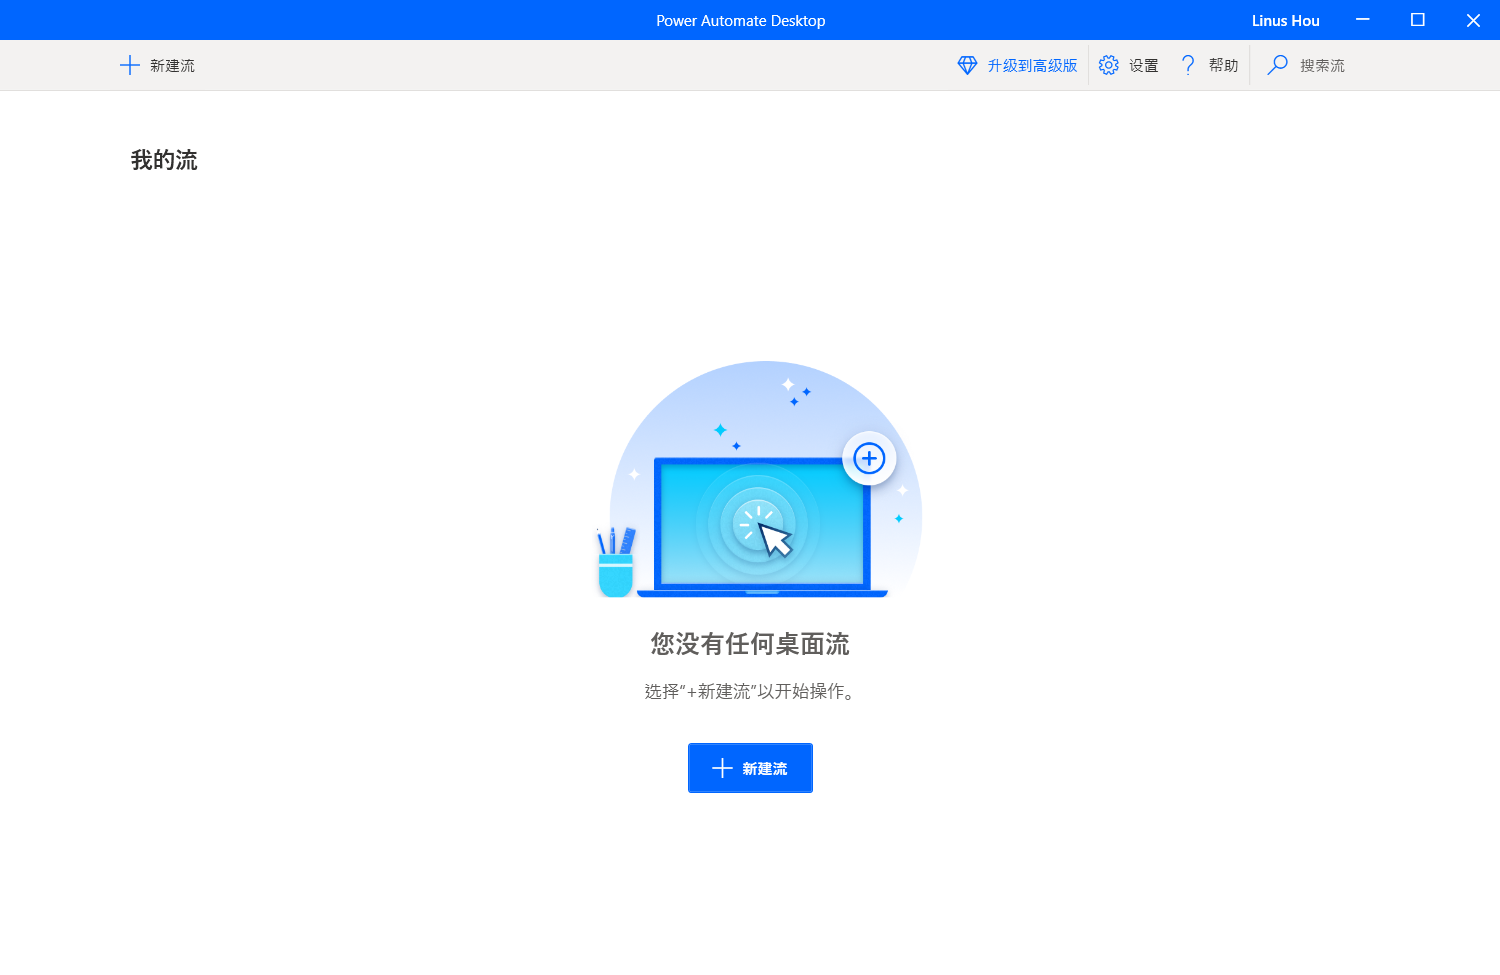 Power Automate Desktop
Linus Hou
新建流
升级到高级版
设置
帮助
搜索流
我的流
您没有任何桌面流
选择"+新建流"以开始操作。
新建流